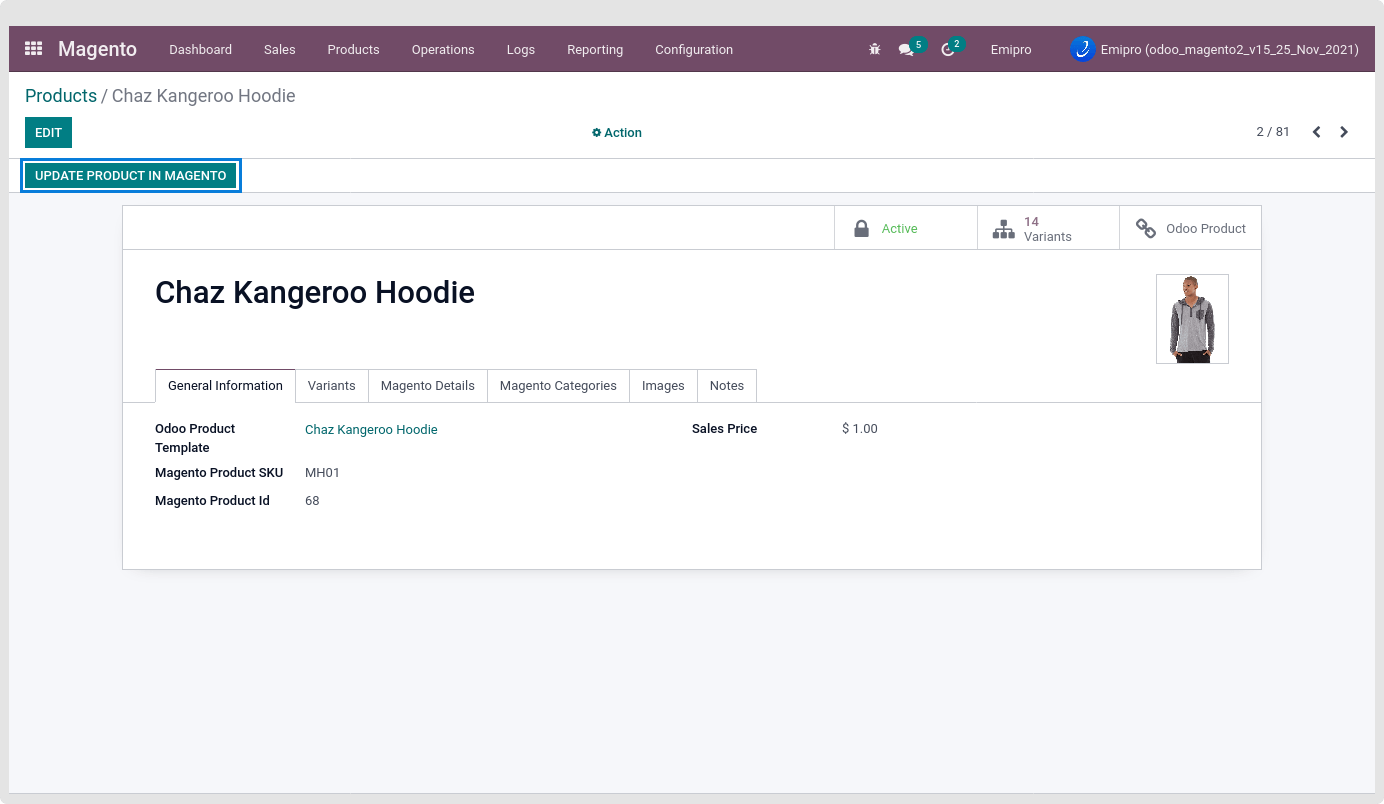 Magento Dashboard Sales Products Operations Logs Reporting Configuration 5 2 Emipro Emipro (odoo_magento2_v15_25_Nov_2021)
Products / Chaz Kangeroo Hoodie
EDIT Action 2 / 81
UPDATE PRODUCT IN MAGENTO
Active 14 Variants Odoo Product
Chaz Kangeroo Hoodie
General Information Variants Magento Details Magento Categories Images Notes
Odoo Product Template Chaz Kangeroo Hoodie Sales Price $ 1.00
Magento Product SKU MH01
Magento Product Id 68